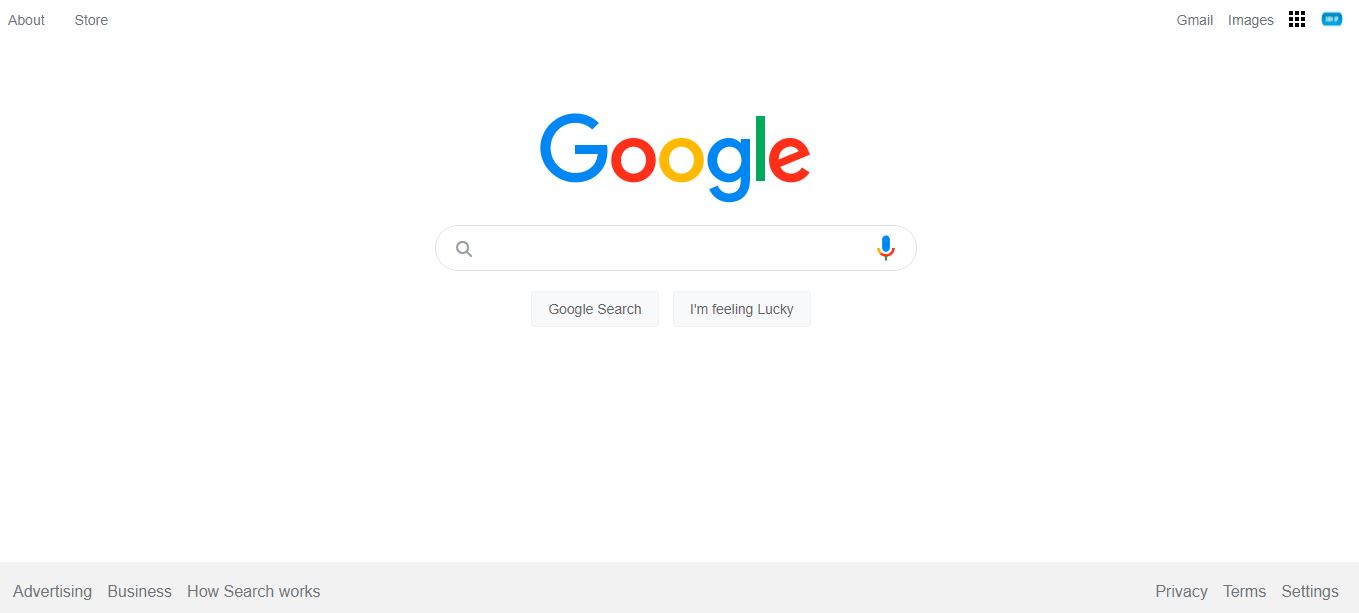 About Store Gmail Images
Google
Google Search I'm feeling Lucky
Advertising Business How Search works Privacy Terms Settings